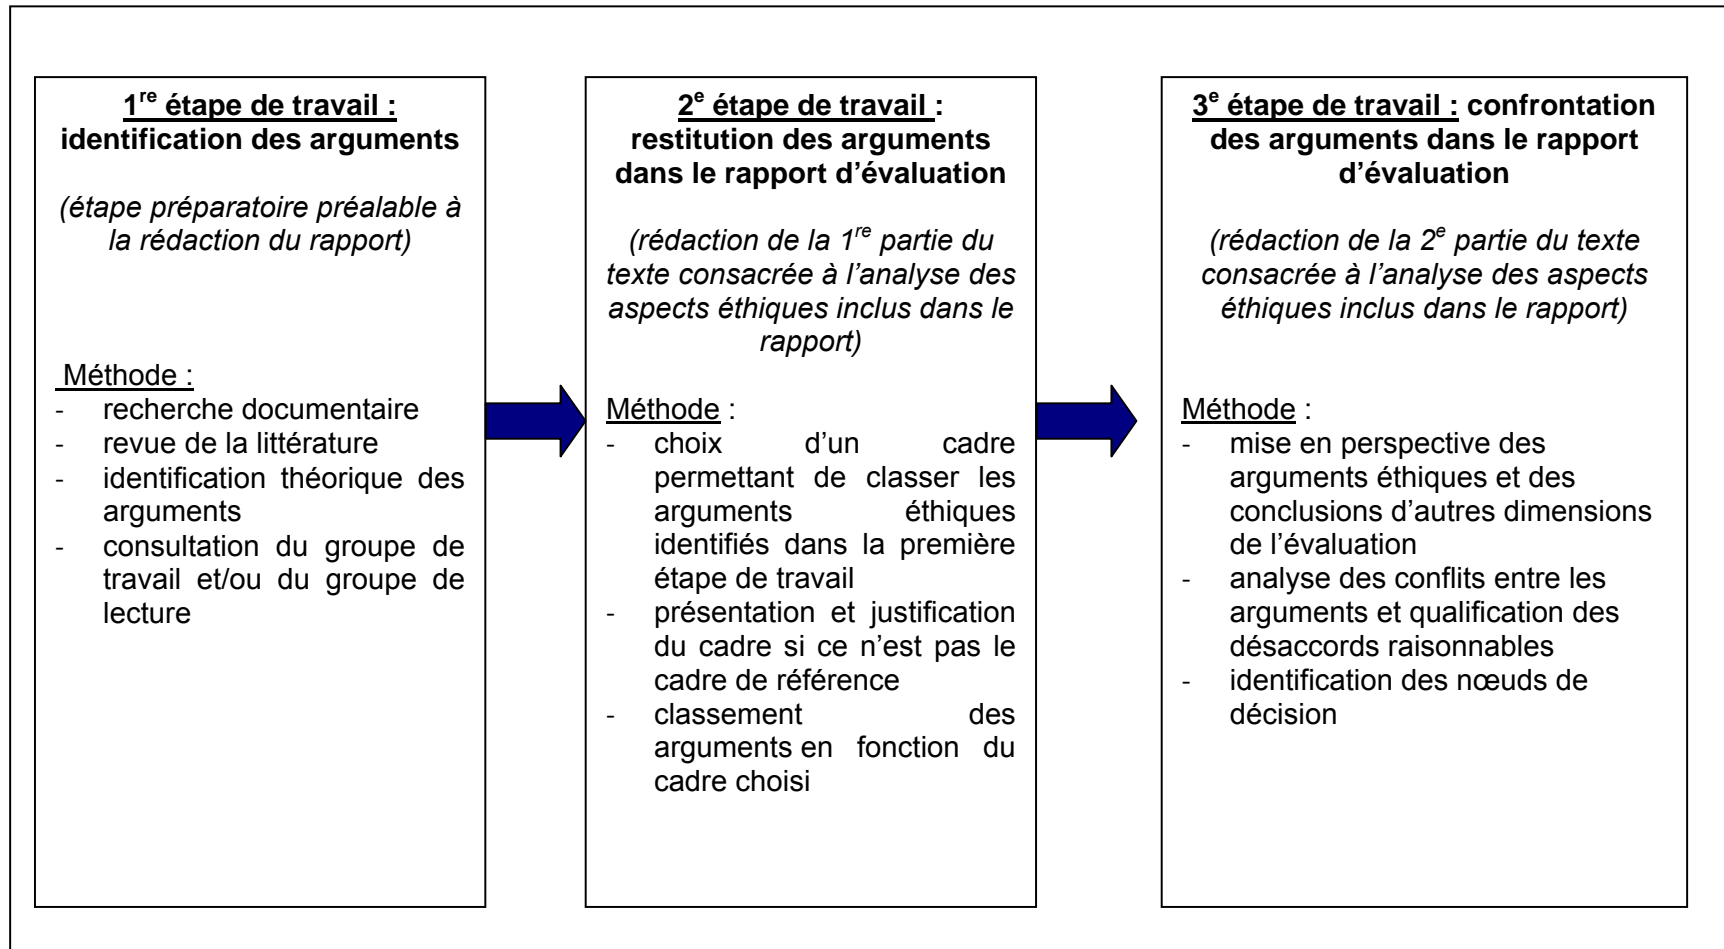 1re étape de travail :
identification des arguments
(étape préparatoire préalable à
la rédaction du rapport)
Méthode :
- recherche documentaire
- revue de la littérature
- identification théorique des
arguments
- consultation du groupe de
travail et/ou du groupe de
lecture
2e étape de travail :
restitution des arguments
dans le rapport d’évaluation
(rédaction de la 1re partie du
texte consacrée à l’analyse des
aspects éthiques inclus dans le
rapport)
Méthode :
- choix d’un cadre
permettant de classer les
arguments éthiques
identifiés dans la première
étape de travail
- présentation et justification
du cadre si ce n’est pas le
cadre de référence
- classement des
arguments en fonction du
cadre choisi
3e étape de travail : confrontation
des arguments dans le rapport
d’évaluation
(rédaction de la 2e partie du texte
consacrée à l’analyse des aspects
éthiques inclus dans le rapport)
Méthode :
- mise en perspective des
arguments éthiques et des
conclusions d’autres dimensions
de l’évaluation
- analyse des conflits entre les
arguments et qualification des
désaccords raisonnables
- identification des nœuds de
décision